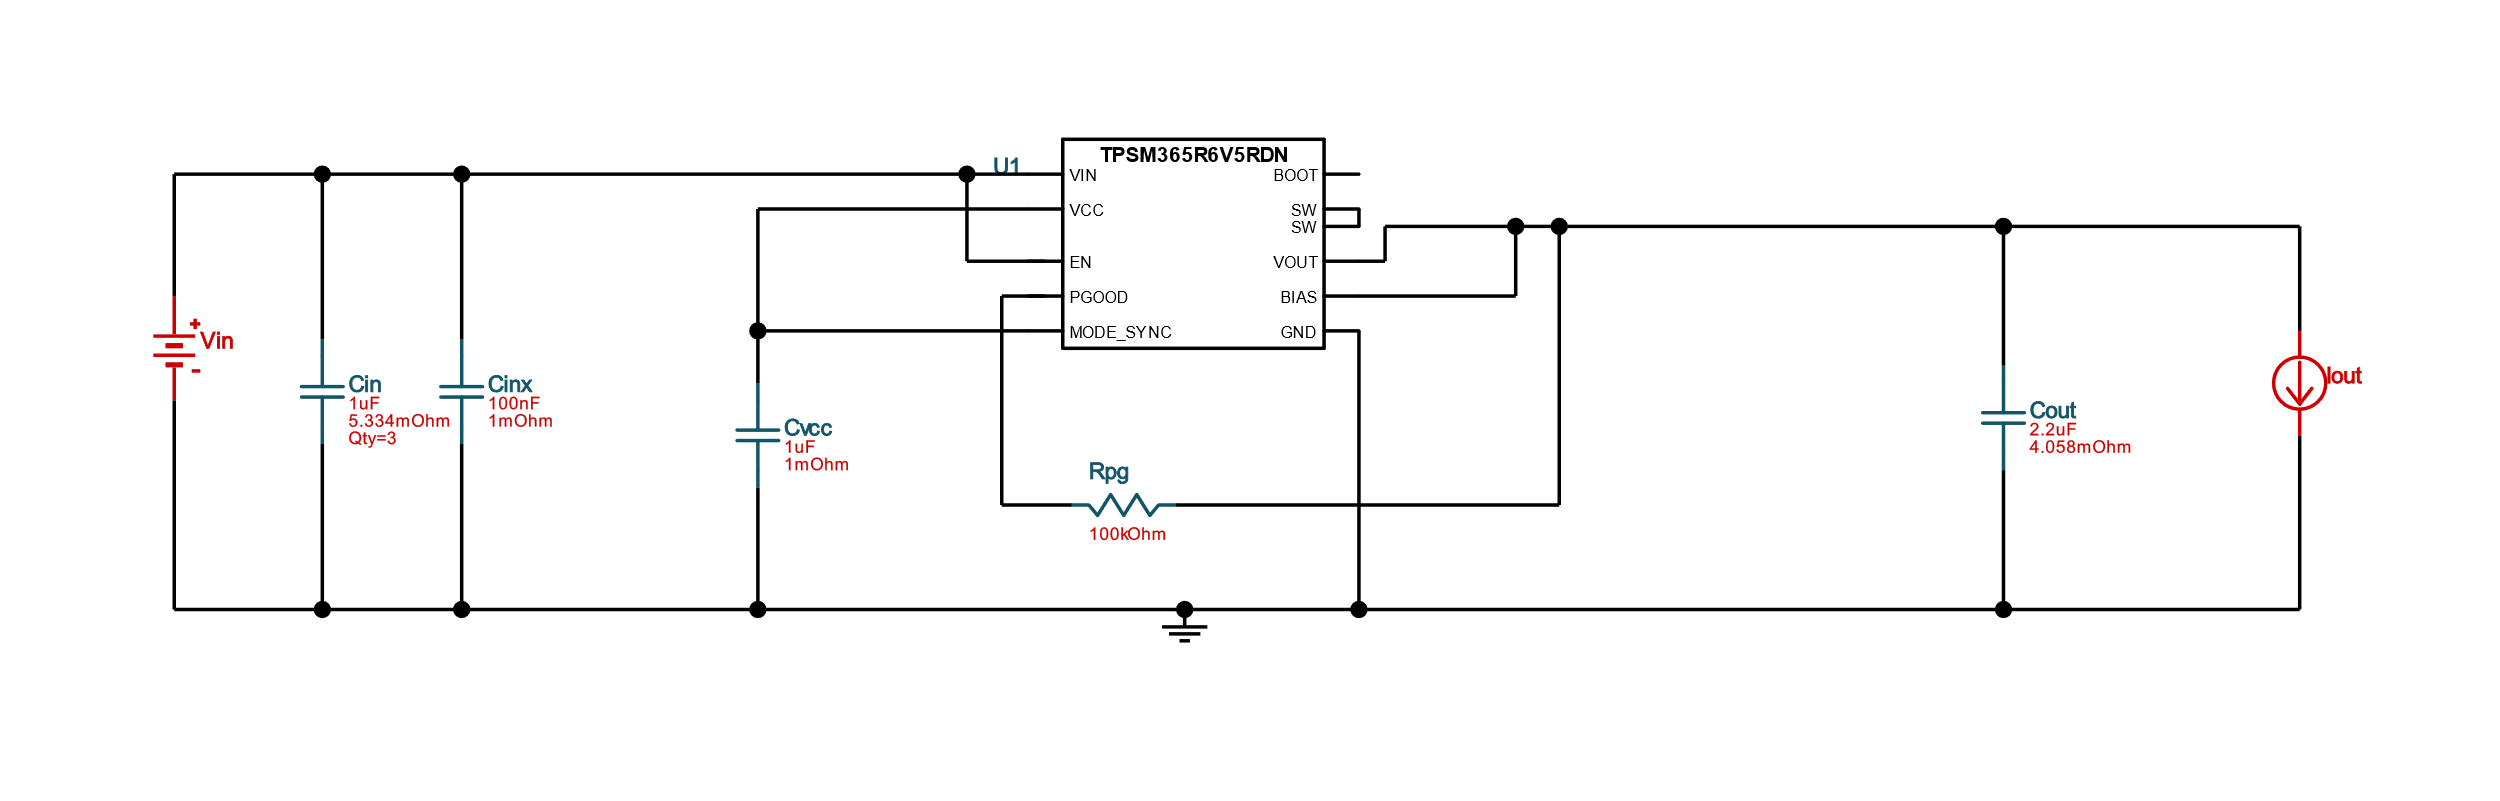 TPSM365R6V5RDN
U1
VIN
VCC
EN
PGOOD
MODE_SYNC
BOOT
SW
SW
VOUT
BIAS
GND
+
Vin
-
Cin
1uF
5.334mOhm
Qty=3
Cinx
100nF
1mOhm
Cvcc
1uF
1mOhm
Rpg
100kOhm
Cout
2.2uF
4.058mOhm
Iout